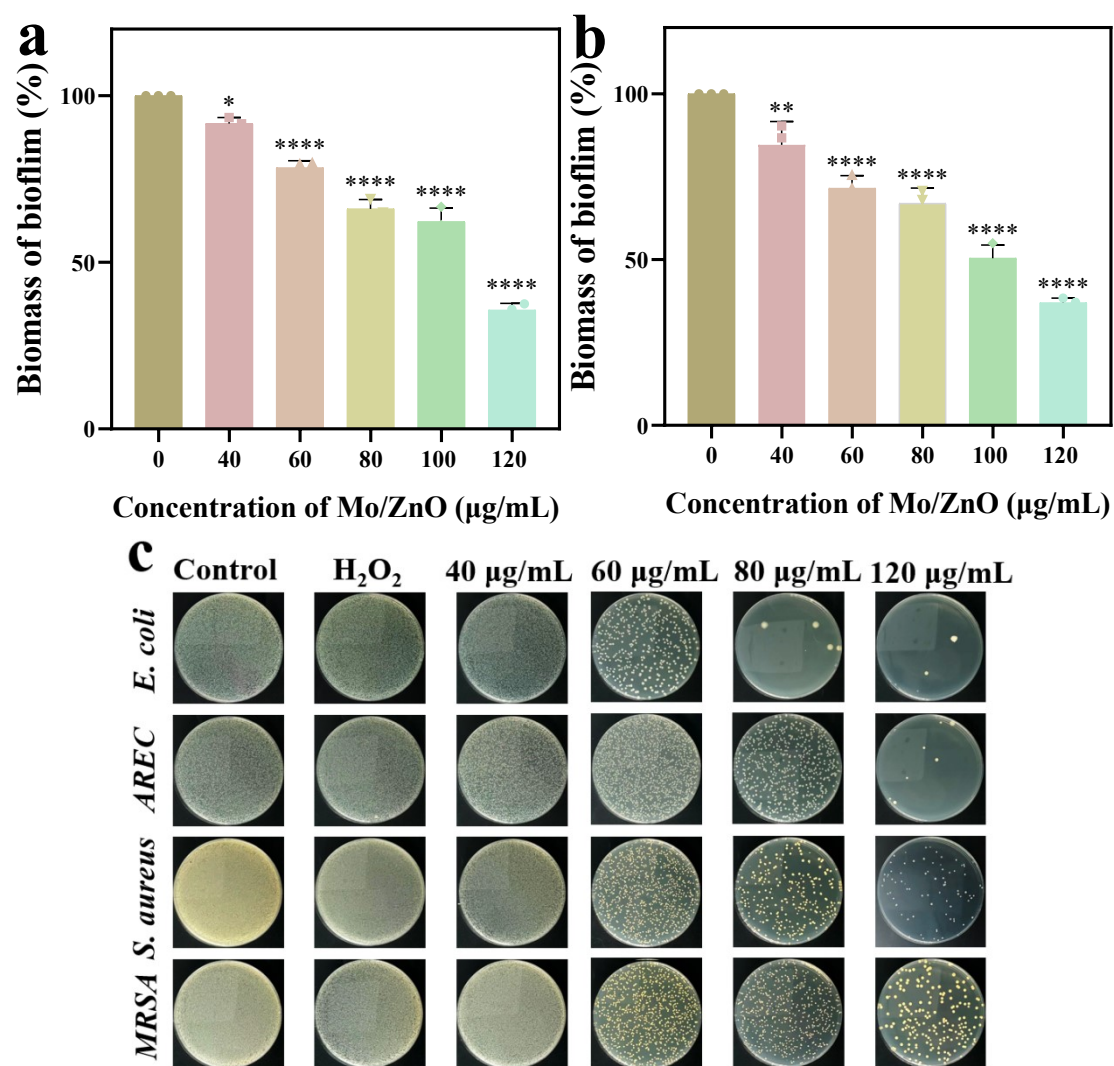 a
Biomass of bioflim (%)
100
50
0
* **** **** **** ****
0 40 60 80 100 120
Concentration of Mo/ZnO (μg/mL)
b
Biomass of bioflim (%)
100
50
0
** **** **** **** ****
0 40 60 80 100 120
Concentration of Mo/ZnO (μg/mL)
c
Control H₂O₂ 40 μg/mL 60 μg/mL 80 μg/mL 120 μg/mL
E. coli
AREC
S. aureus
MRSA